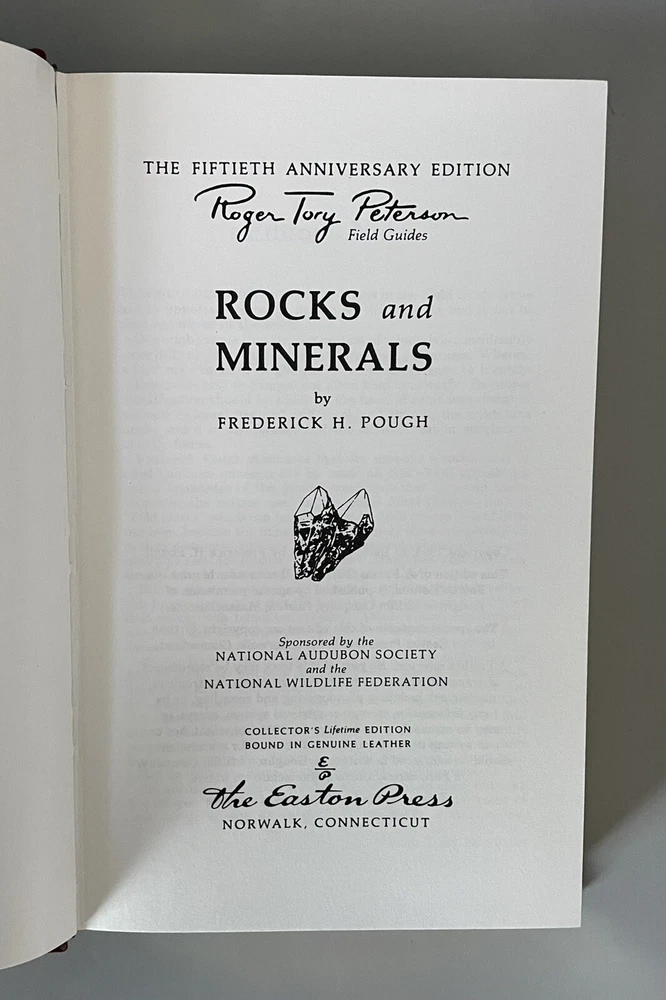 THE FIFTIETH ANNIVERSARY EDITION
Roger Tory Peterson
Field Guides
ROCKS and
MINERALS
by
FREDERICK H. POUGH
Sponsored by the
NATIONAL AUDUBON SOCIETY
and the
NATIONAL WILDLIFE FEDERATION
COLLECTOR'S Lifetime EDITION
BOUND IN GENUINE LEATHER
E
P
The Easton Press
NORWALK, CONNECTICUT